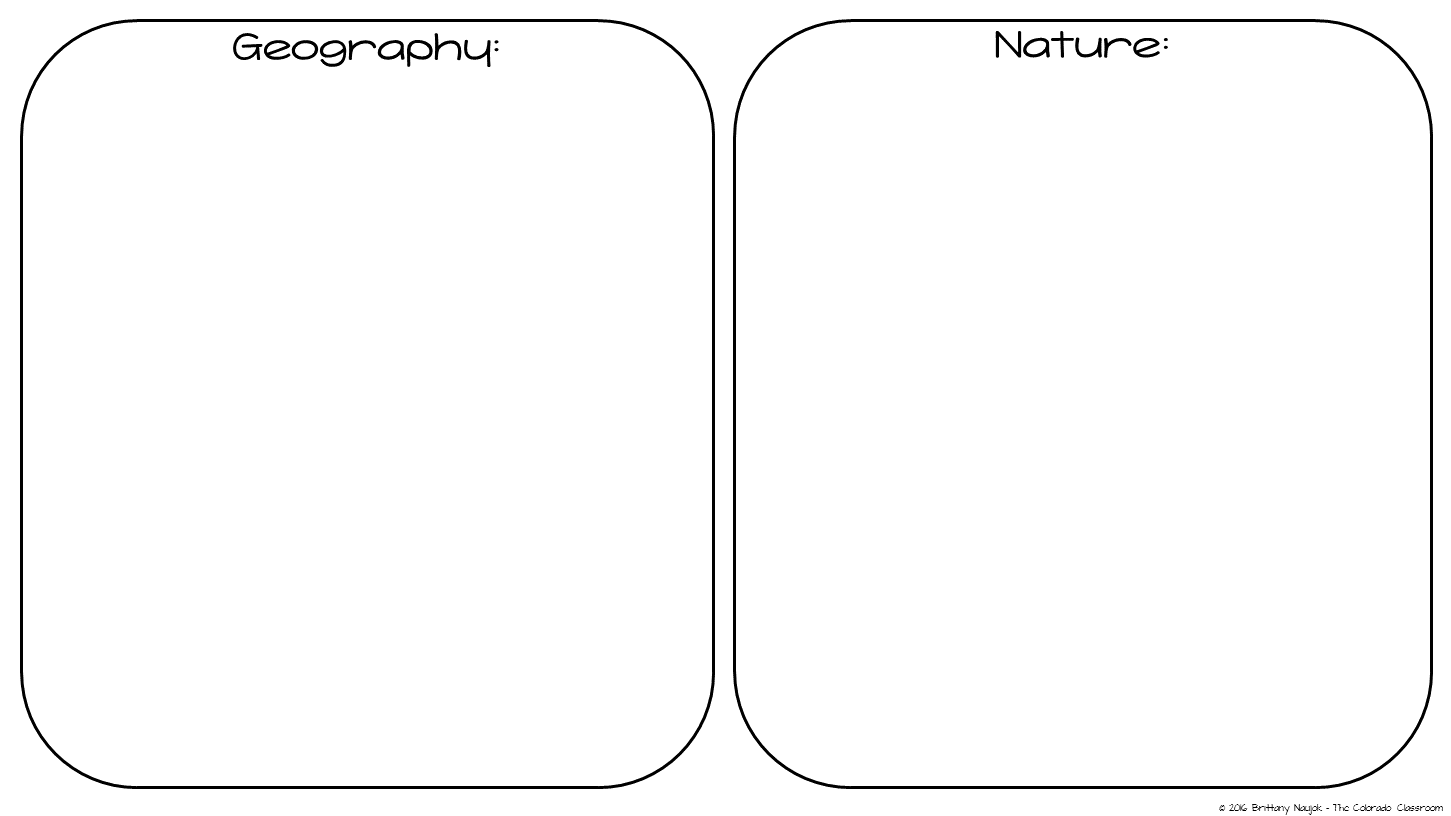 Geography:
Nature:
© 2016 Brittany Naujok - The Colorado Classroom